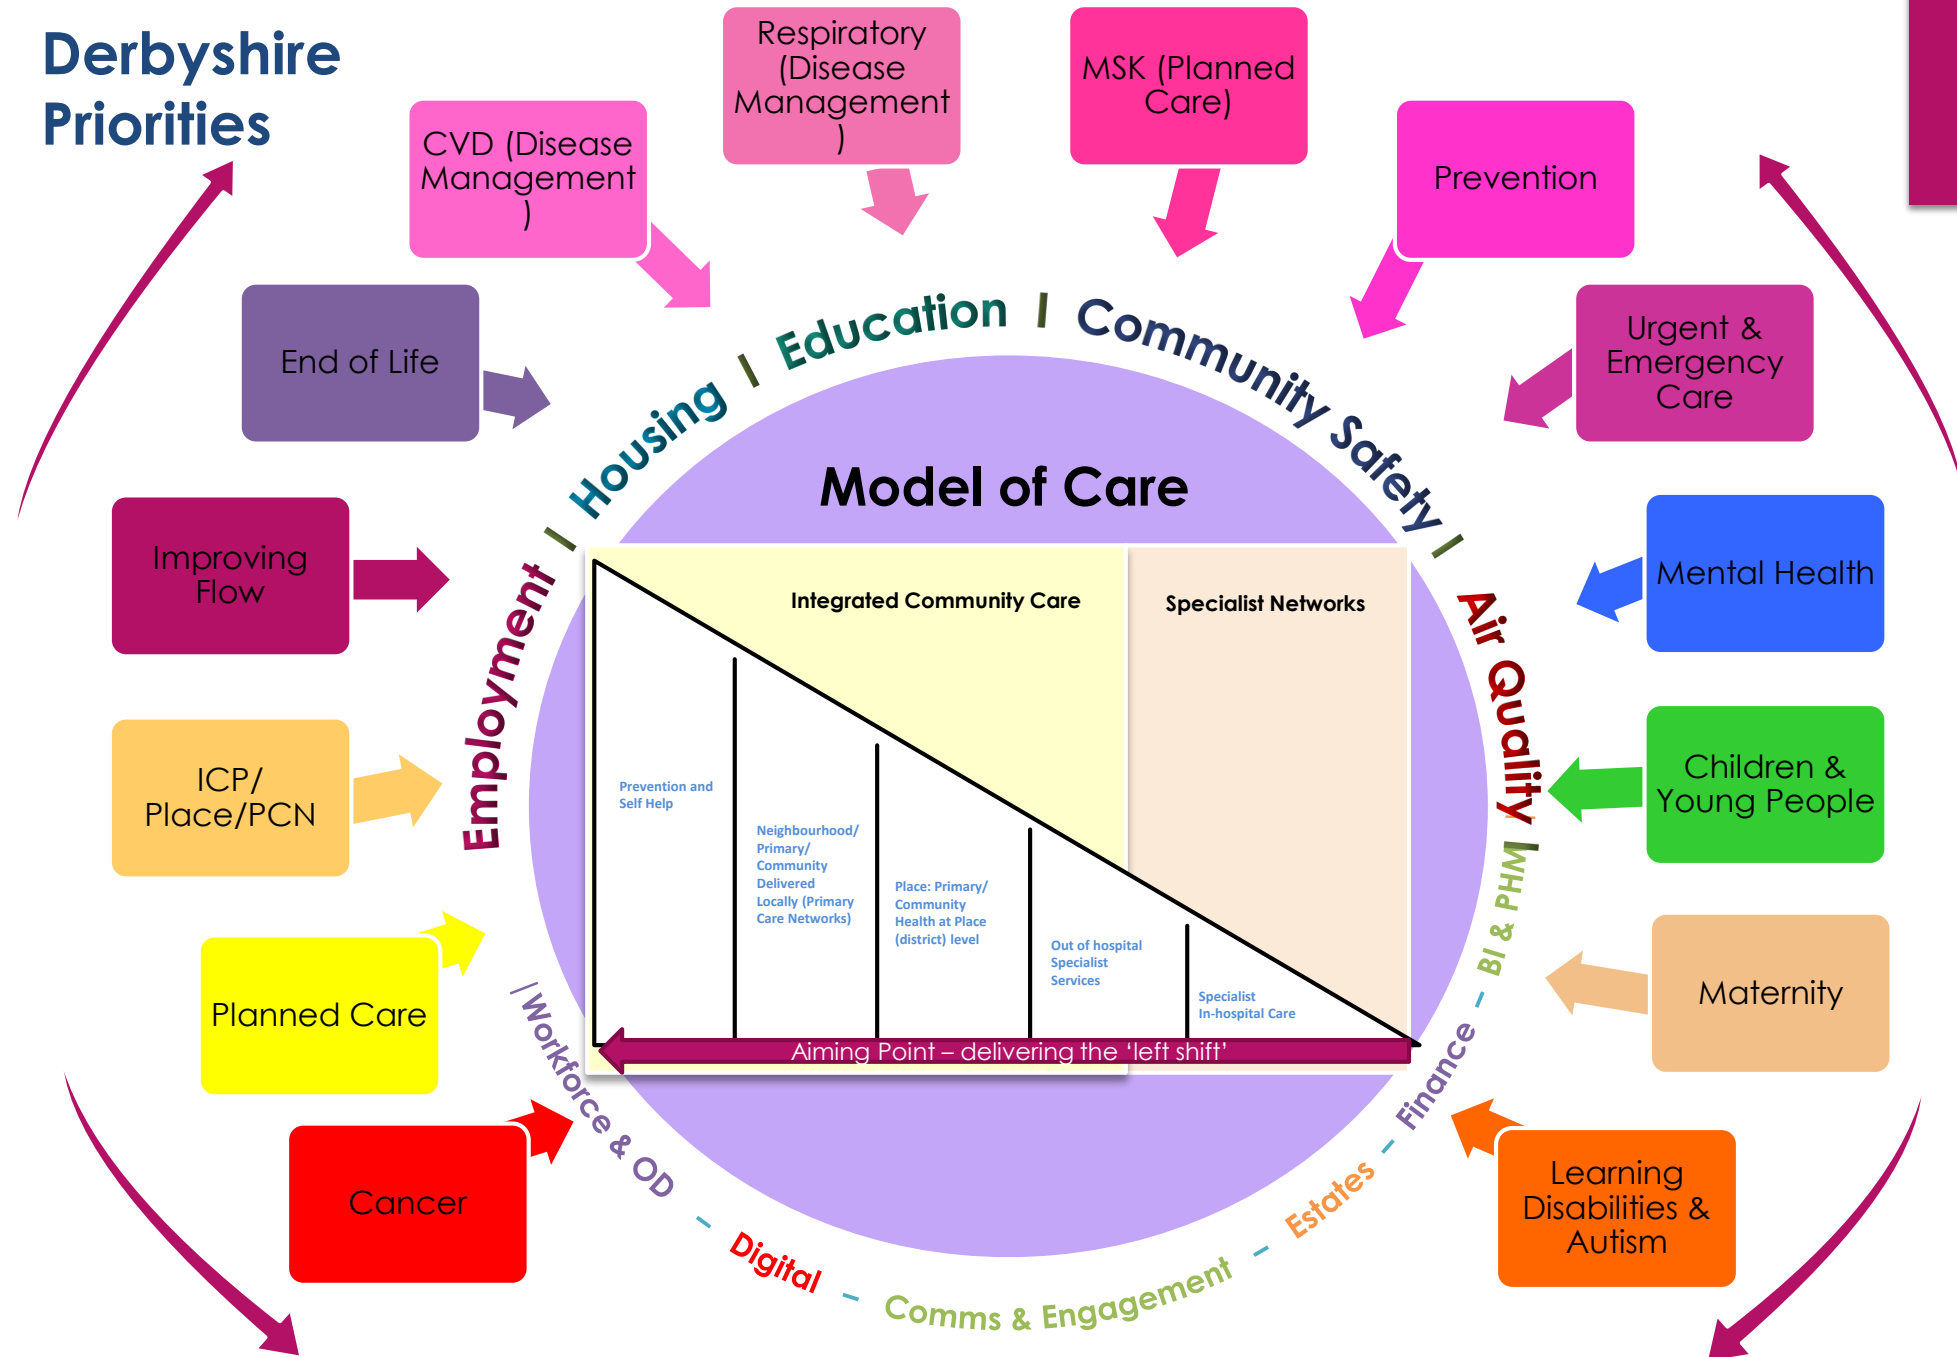 Derbyshire
Priorities
Respiratory
(Disease
Management
)
MSK (Planned
Care)
CVD (Disease
Management
)
Prevention
End of Life
Urgent &
Emergency
Care
Improving
Flow
Mental Health
ICP/
Place/PCN
Children &
Young People
Planned Care
Maternity
Cancer
Learning
Disabilities &
Autism
Employment I Housing I Education I Community Safety I Air Quality I
Model of Care
Integrated Community Care
Specialist Networks
Prevention and
Self Help
Neighbourhood/
Primary/
Community
Delivered
Locally (Primary
Care Networks)
Place: Primary/
Community
Health at Place
(district) level
Out of hospital
Specialist
Services
Specialist
In-hospital Care
Aiming Point – delivering the ‘left shift’
|Workforce & OD – Digital – Comms & Engagement – Estates – Finance – BI & PHM